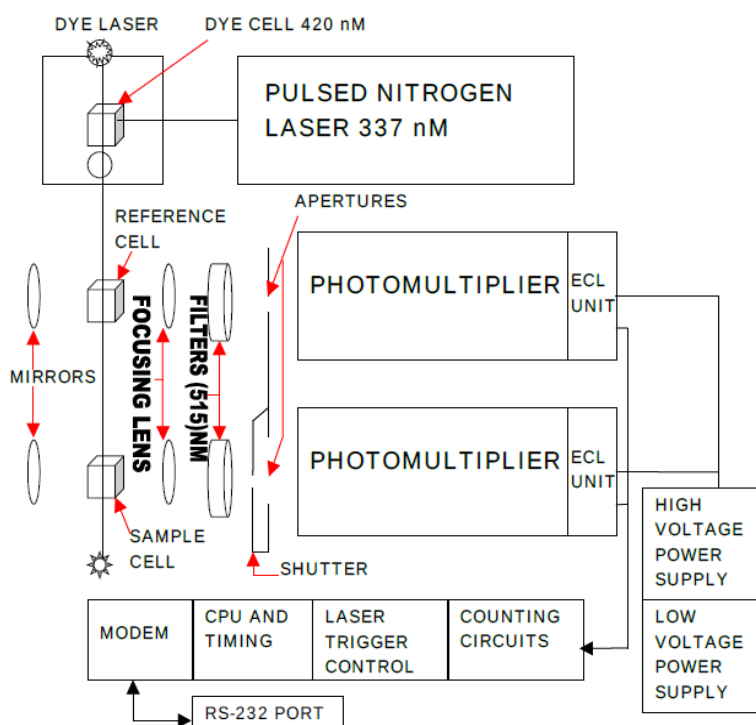 DYE LASER
DYE CELL 420 nM
PULSED NITROGEN
LASER 337 nM
APERTURES
REFERENCE
CELL
PHOTOMULTIPLIER
ECL
UNIT
MIRRORS
FOCUSING LENS
FILTERS (515)NM
PHOTOMULTIPLIER
ECL
UNIT
SAMPLE
CELL
SHUTTER
HIGH
VOLTAGE
POWER
SUPPLY
MODEM
CPU AND
TIMING
LASER
TRIGGER
CONTROL
COUNTING
CIRCUITS
LOW
VOLTAGE
POWER
SUPPLY
RS-232 PORT